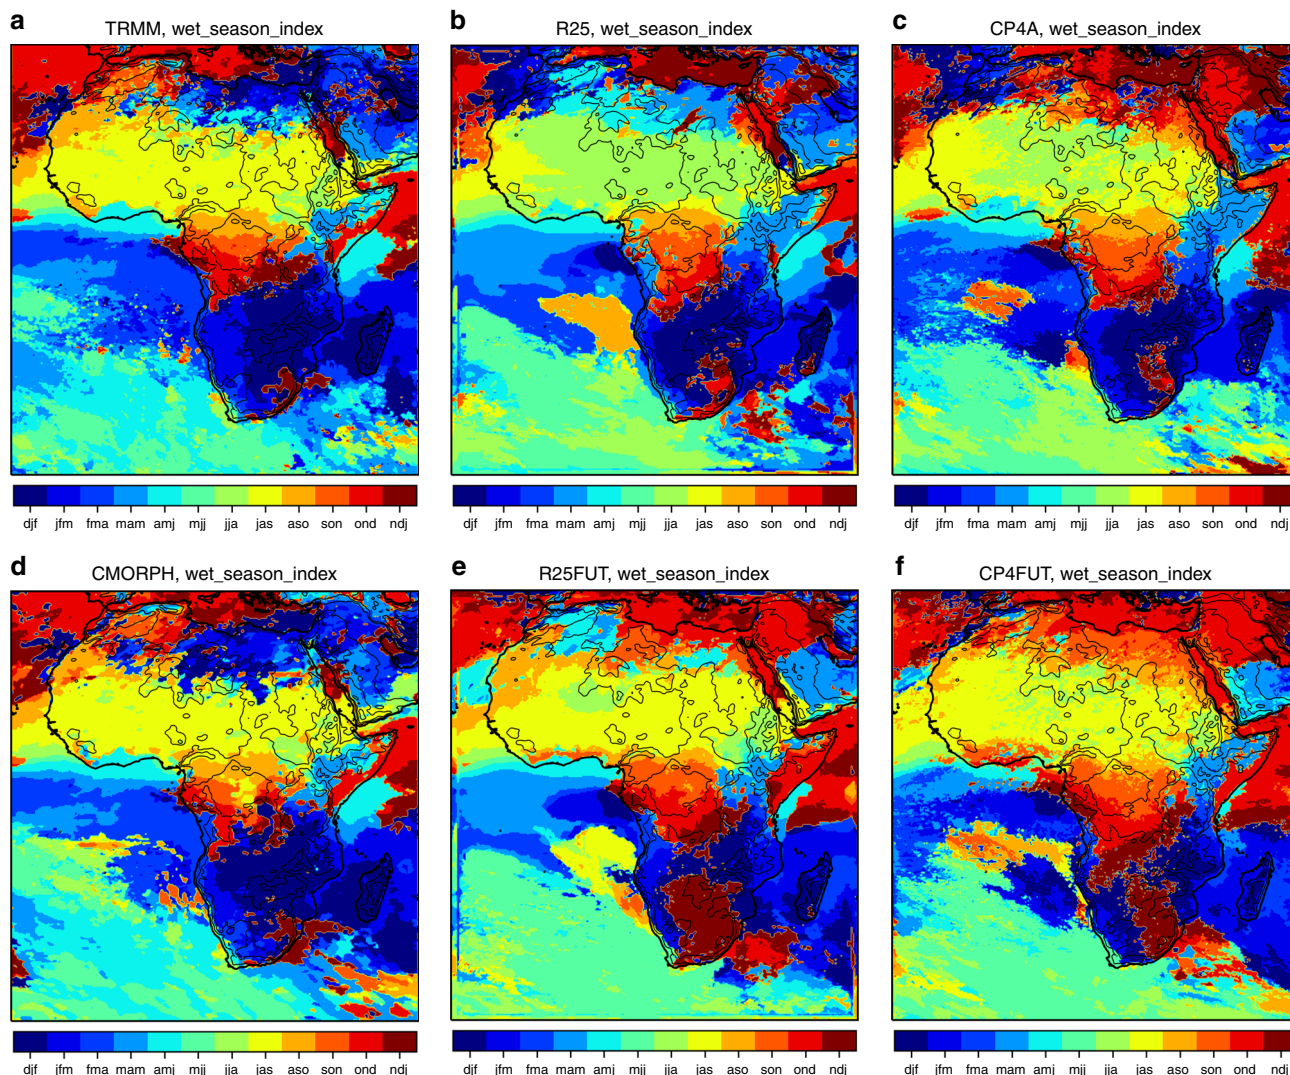 a TRMM, wet_season_index
b R25, wet_season_index
c CP4A, wet_season_index
djf jfm fma mam amj mjj jja jas aso son ond ndj
djf jfm fma mam amj mjj jja jas aso son ond ndj
djf jfm fma mam amj mjj jja jas aso son ond ndj
d CMORPH, wet_season_index
e R25FUT, wet_season_index
f CP4FUT, wet_season_index
djf jfm fma mam amj mjj jja jas aso son ond ndj
djf jfm fma mam amj mjj jja jas aso son ond ndj
djf jfm fma mam amj mjj jja jas aso son ond ndj